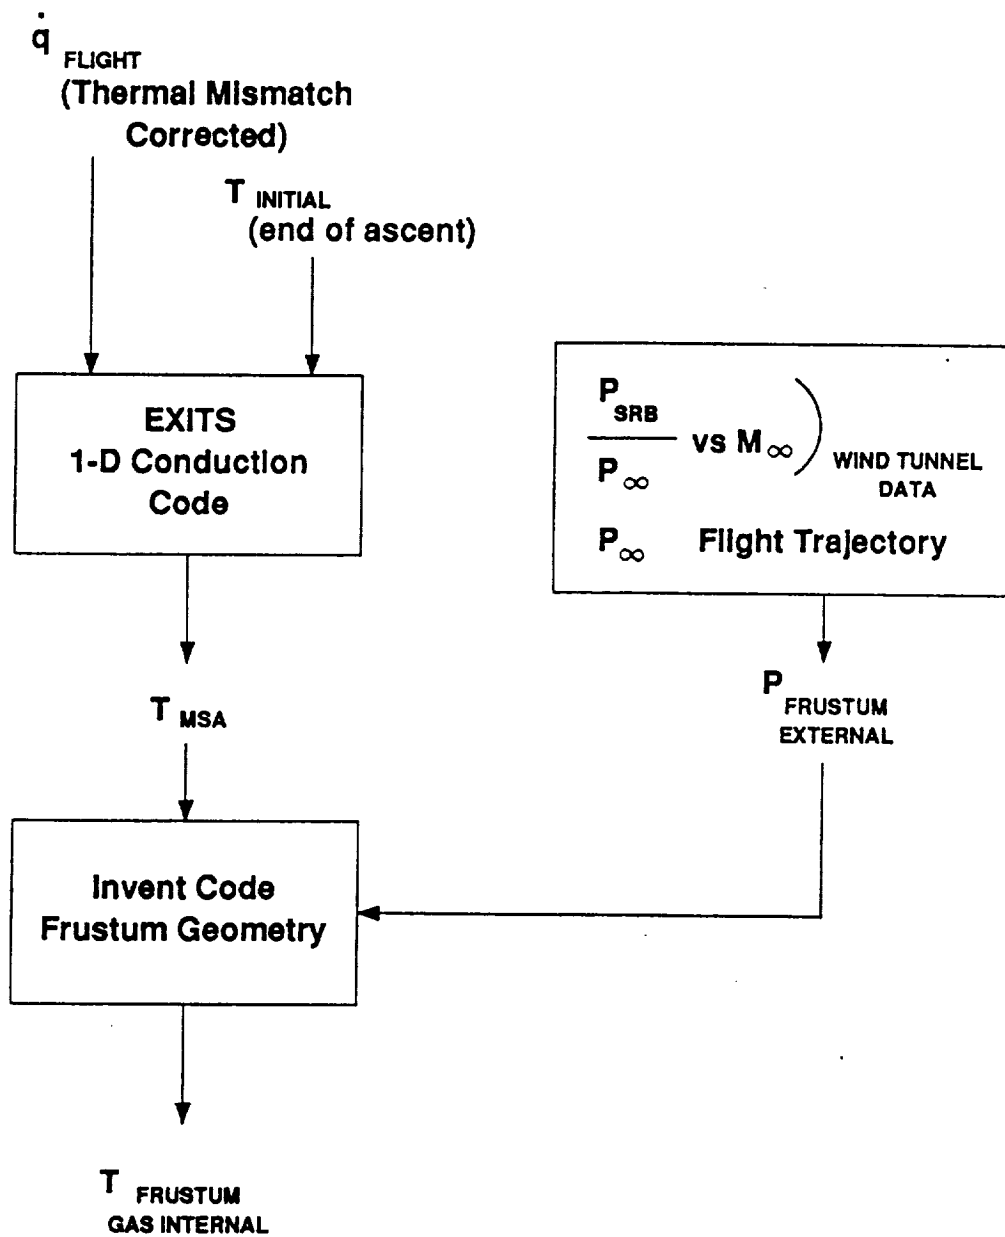 q̇ FLIGHT
(Thermal Mismatch
Corrected)
T INITIAL
(end of ascent)
EXITS
1-D Conduction
Code
P SRB
P∞
vs M∞
WIND TUNNEL
DATA
P∞ Flight Trajectory
T MSA
P FRUSTUM
EXTERNAL
Invent Code
Frustum Geometry
T FRUSTUM
GAS INTERNAL